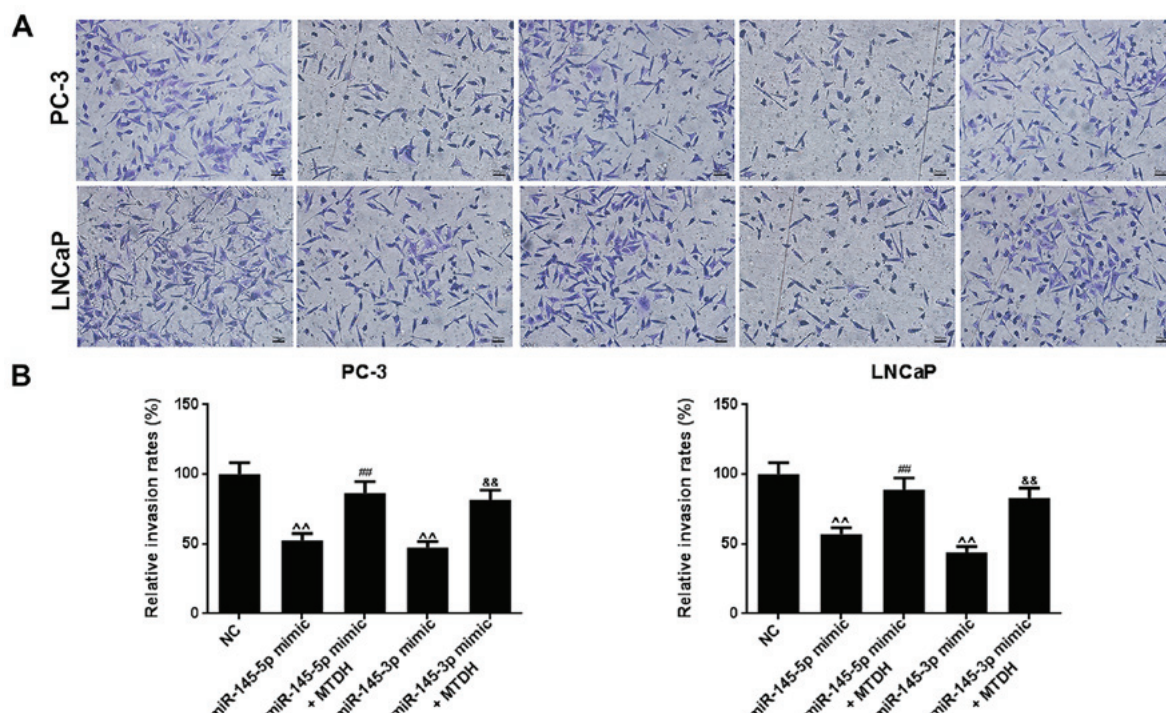 A
PC-3
LNCaP
B
PC-3
Relative invasion rates (%)
150
100
50
0
^^
##
^^
&&
NC
miR-145-5p mimic
miR-145-5p mimic
+ MTDH
miR-145-3p mimic
miR-145-3p mimic
+ MTDH
LNCaP
Relative invasion rates (%)
150
100
50
0
^^
##
^^
&&
NC
miR-145-5p mimic
miR-145-5p mimic
+ MTDH
miR-145-3p mimic
miR-145-3p mimic
+ MTDH